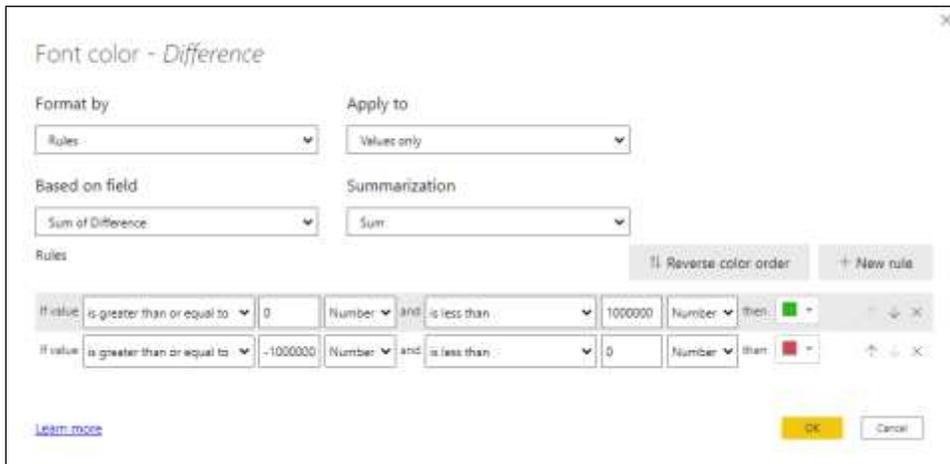 Font color - Difference
Format by Apply to
Rules Values only
Based on field Summarization
Sum of Difference Sum
Rules Reverse color order + New rule
If value is greater than or equal to 0 Number and is less than 1000000 Number then
If value is greater than or equal to -1000000 Number and is less than 0 Number then
Learn more OK Cancel